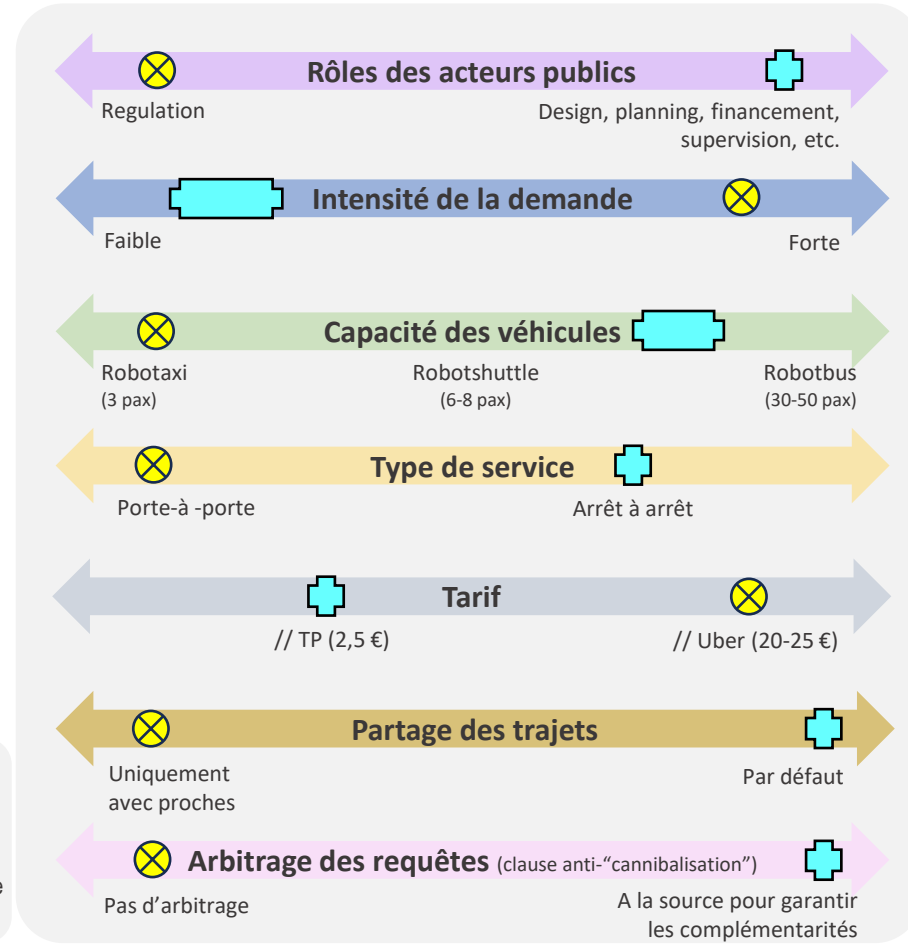 Rôles des acteurs publics
Regulation
Design, planning, financement,
supervision, etc.
Intensité de la demande
Faible
Forte
Capacité des véhicules
Robotaxi
(3 pax)
Robotshuttle
(6-8 pax)
Robotbus
(30-50 pax)
Type de service
Porte-à -porte
Arrêt à arrêt
Tarif
// TP (2,5 €)
// Uber (20-25 €)
Partage des trajets
Uniquement
avec proches
Par défaut
Arbitrage des requêtes (clause anti-“cannibalisation”)
Pas d’arbitrage
A la source pour garantir
les complémentarités